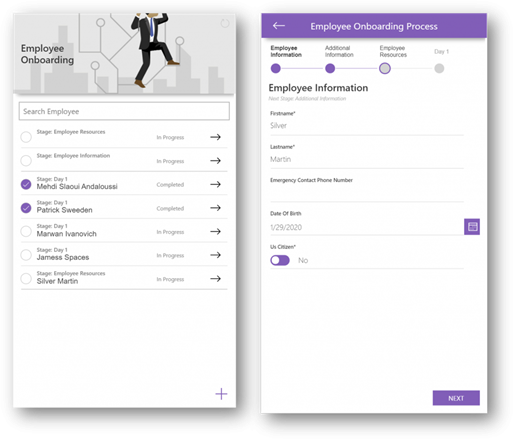 Employee
Onboarding
Search Employee
Stage: Employee Resources
In Progress
Stage: Employee Information
In Progress
Stage: Day 1
Mehdi Slaoui Andaloussi
Completed
Stage: Day 1
Patrick Sweeden
Completed
Stage: Day 1
Marwan Ivanovich
In Progress
Stage: Day 1
Jamess Spaces
In Progress
Stage: Employee Resources
Silver Martin
In Progress
Employee Onboarding Process
Employee
Information
Additional
Information
Employee
Resources
Day 1
Employee Information
Next Stage: Additional Information
Firstname*
Silver
Lastname*
Martin
Emergency Contact Phone Number
Date Of Birth
1/29/2020
Us Citizen*
No
NEXT